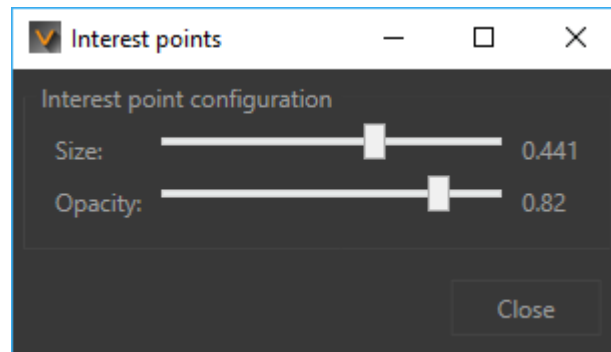 Interest points
Interest point configuration
Size: 0.441
Opacity: 0.82
Close